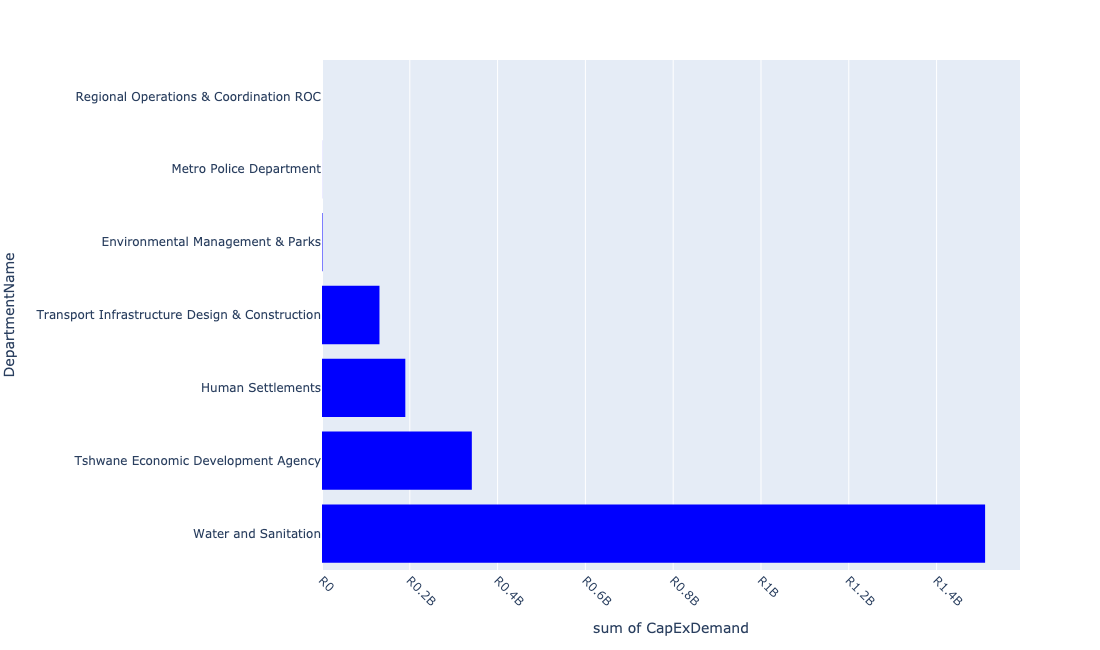 Regional Operations & Coordination ROC
Metro Police Department
Environmental Management & Parks
Transport Infrastructure Design & Construction
Human Settlements
Tshwane Economic Development Agency
Water and Sanitation
DepartmentName
R0
R0.2B
R0.4B
R0.6B
R0.8B
R1B
R1.2B
R1.4B
sum of CapExDemand